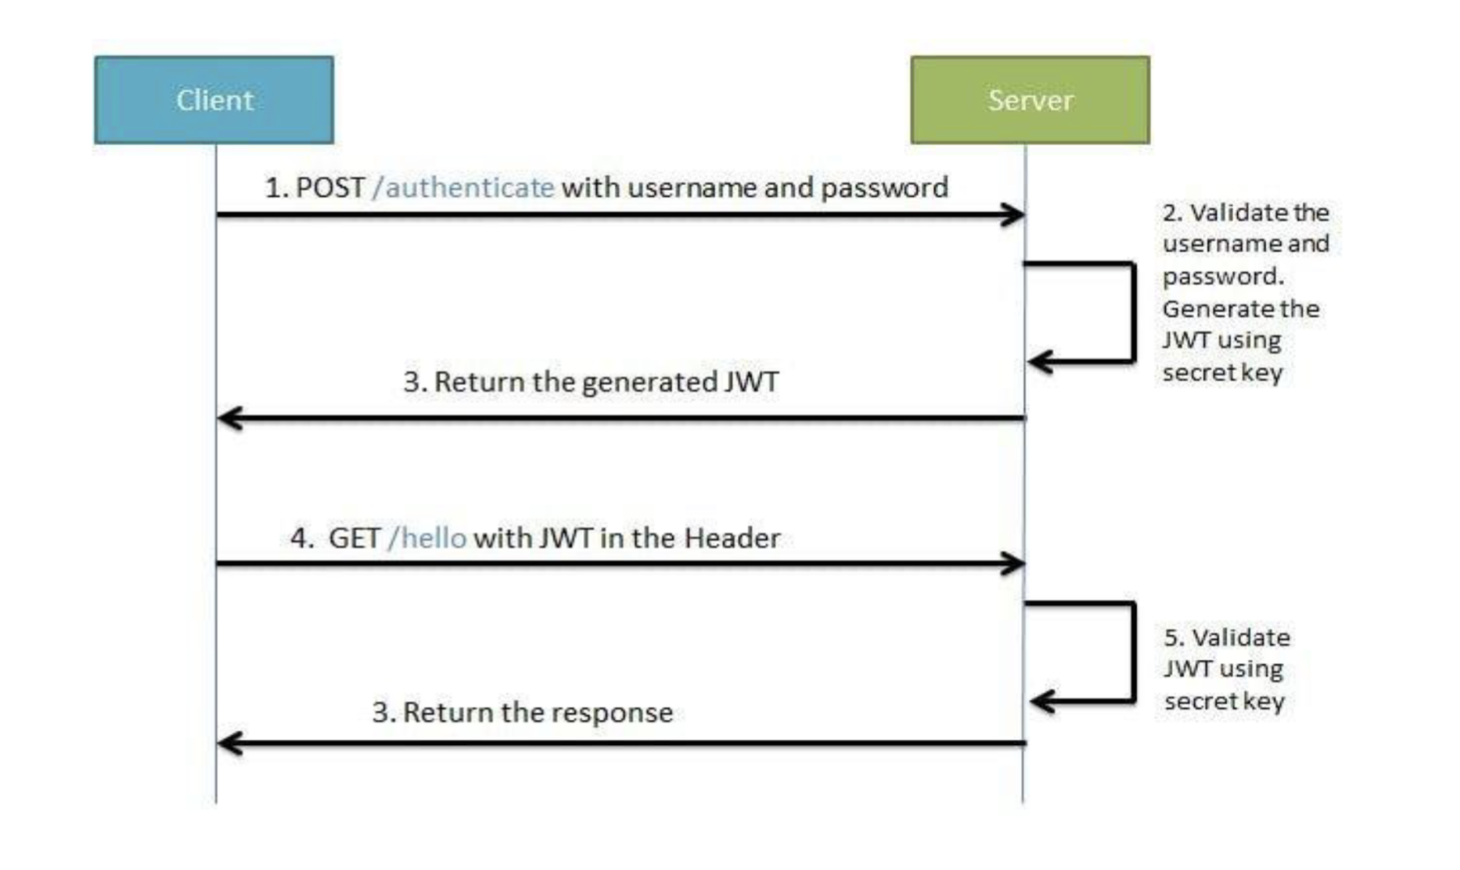 Client
Server
1. POST /authenticate with username and password
2. Validate the
username and
password.
Generate the
JWT using
secret key
3. Return the generated JWT
4. GET /hello with JWT in the Header
5. Validate
JWT using
secret key
3. Return the response